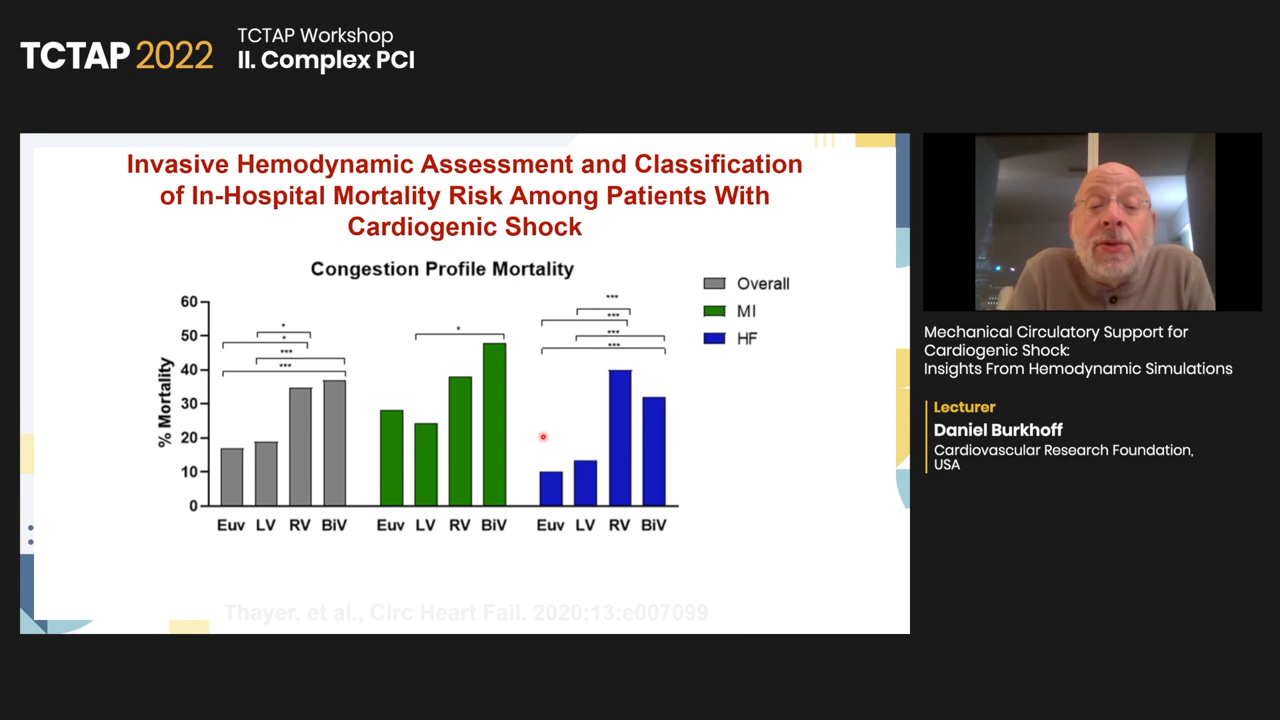 TCTAP 2022
TCTAP Workshop
II. Complex PCI
Invasive Hemodynamic Assessment and Classification
of In-Hospital Mortality Risk Among Patients With
Cardiogenic Shock
Congestion Profile Mortality
Overall
MI
HF
% Mortality
60
50
40
30
20
10
0
* * *** ***
*
*** *** *** ***
Euv LV RV BiV Euv LV RV BiV Euv LV RV BiV
Thayer, et al., Circ Heart Fail. 2020;13:e007099
Mechanical Circulatory Support for
Cardiogenic Shock:
Insights From Hemodynamic Simulations
Lecturer
Daniel Burkhoff
Cardiovascular Research Foundation,
USA